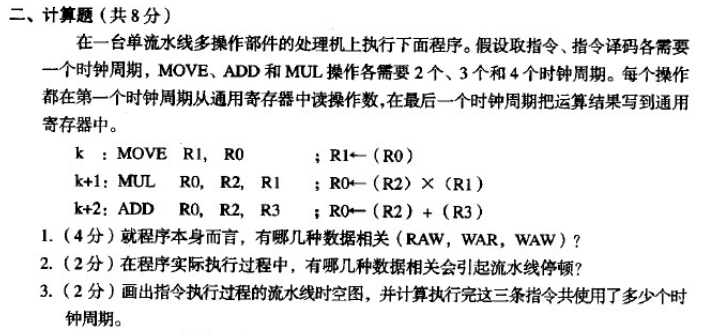 二、计算题（共8分）
在一台单流水线多操作部件的处理机上执行下面程序。假设取指令、指令译码各需要
一个时钟周期，MOVE、ADD 和 MUL 操作各需要 2 个、3 个和 4 个时钟周期。每个操作
都在第一个时钟周期从通用寄存器中读操作数,在最后一个时钟周期把运算结果写到通用
寄存器中。
k ：MOVE R1， R0 ；R1←（R0）
k+1：MUL R0， R2， R1 ；R0←（R2）×（R1）
k+2：ADD R0， R2， R3 ；R0←（R2）+（R3）
1.（4分）就程序本身而言，有哪几种数据相关（RAW，WAR，WAW）？
2.（2分）在程序实际执行过程中，有哪几种数据相关会引起流水线停顿？
3.（2分）画出指令执行过程的流水线时空图，并计算执行完这三条指令共使用了多少个时
钟周期。